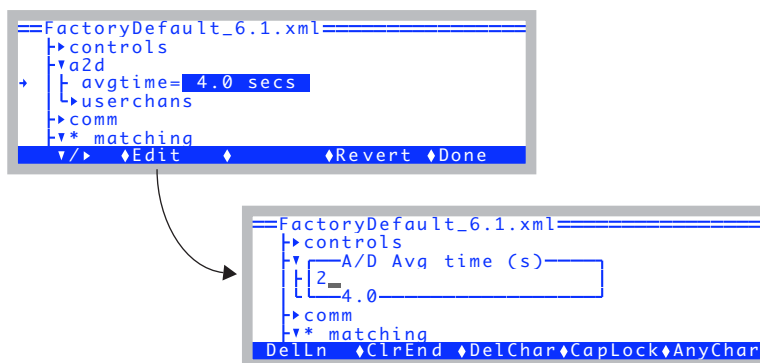 FactoryDefault_6.1.xml
controls
a2d
avgtime= 4.0 secs
userchans
comm
* matching
▾/▸ ♦Edit ♦ ♦Revert ♦Done
FactoryDefault_6.1.xml
controls
A/D Avg time (s)
2_
4.0
comm
* matching
DelLn ♦ClrEnd ♦DelChar♦CapLock♦AnyChar